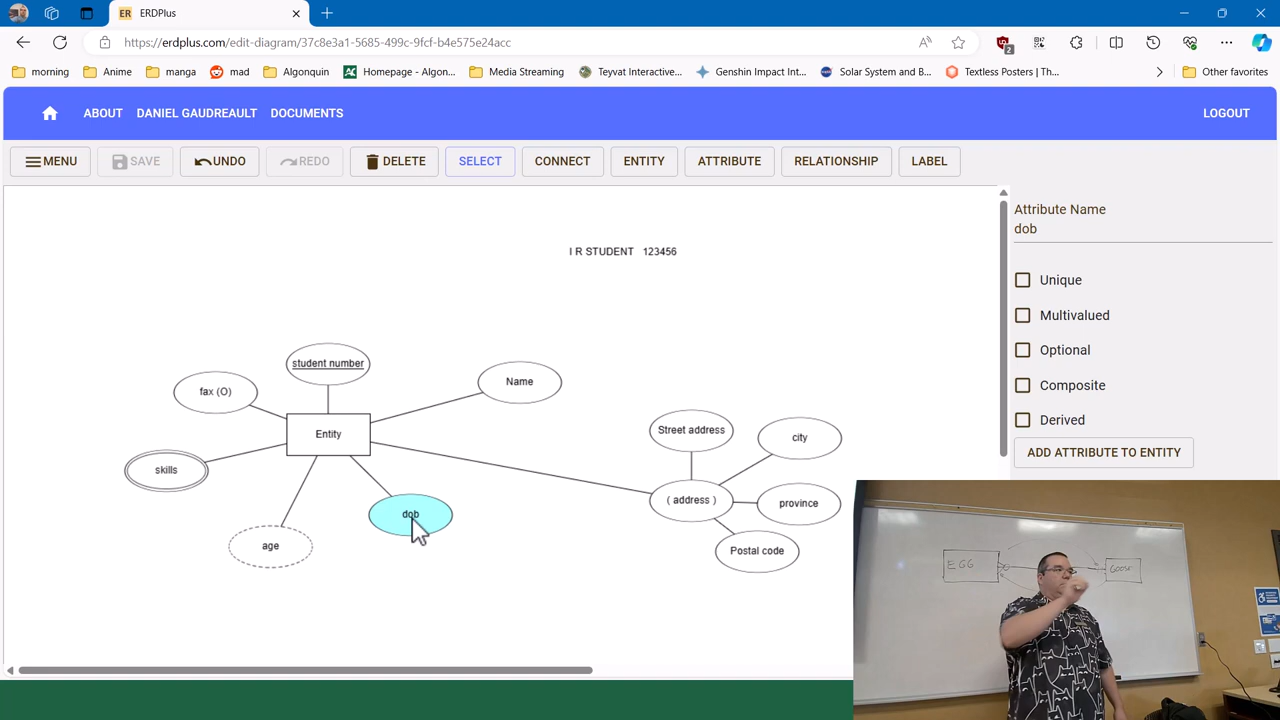 ERDPlus
https://erdplus.com/edit-diagram/37c8e3a1-5685-499c-9fcf-b4e575e24acc
2
morning
Anime
manga
mad
Algonquin
Homepage - Algon...
Media Streaming
Teyvat Interactive...
Genshin Impact Int...
Solar System and B...
Textless Posters | Th...
Other favorites
ABOUT DANIEL GAUDREAULT DOCUMENTS LOGOUT
MENU SAVE UNDO REDO DELETE SELECT CONNECT ENTITY ATTRIBUTE RELATIONSHIP LABEL
Attribute Name
dob
Unique
Multivalued
Optional
Composite
Derived
ADD ATTRIBUTE TO ENTITY
I R STUDENT 123456
student number
fax (O)
Name
Entity
Street address
city
skills
( address )
province
dob
age
Postal code
EGG
Goose